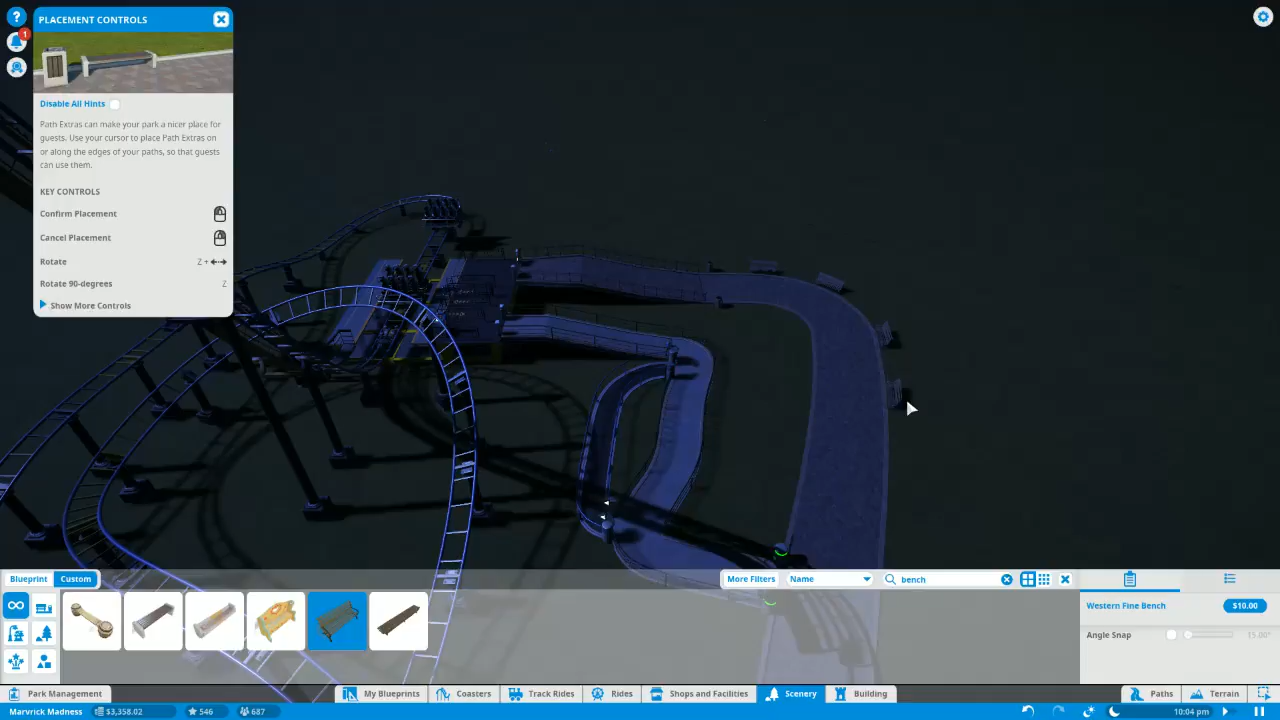 ?
PLACEMENT CONTROLS
1
Disable All Hints
Path Extras can make your park a nicer place for
guests. Use your cursor to place Path Extras on
or along the edges of your paths, so that guests
can use them.
KEY CONTROLS
Confirm Placement
Cancel Placement
Rotate Z +
Rotate 90-degrees Z
Show More Controls
Blueprint Custom More Filters Name bench
Western Fine Bench $10.00
Angle Snap 15.00°
Park Management My Blueprints Coasters Track Rides Rides Shops and Facilities Scenery Building Paths Terrain
Marvrick Madness $3,358.02 546 687 10:04 pm